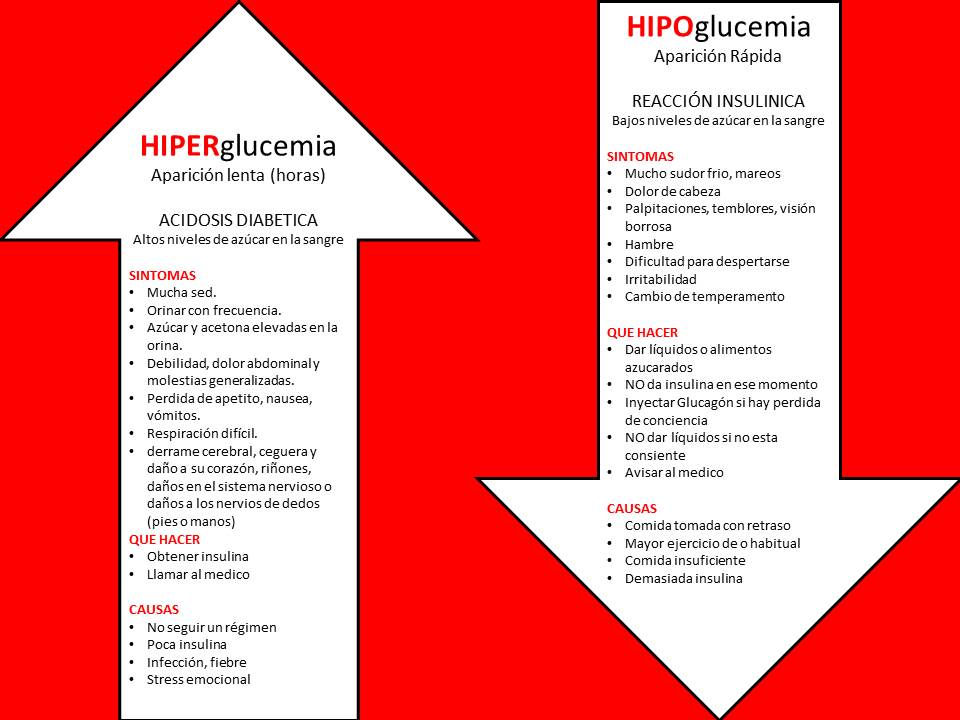 HIPERglucemia
Aparición lenta (horas)
ACIDOSIS DIABETICA
Altos niveles de azúcar en la sangre
SINTOMAS
• Mucha sed.
• Orinar con frecuencia.
• Azúcar y acetona elevadas en la
orina.
• Debilidad, dolor abdominal y
molestias generalizadas.
• Perdida de apetito, nausea,
vómitos.
• Respiración difícil.
• derrame cerebral, ceguera y
daño a su corazón, riñones,
daños en el sistema nervioso o
daños a los nervios de dedos
(pies o manos)
QUE HACER
• Obtener insulina
• Llamar al medico
CAUSAS
• No seguir un régimen
• Poca insulina
• Infección, fiebre
• Stress emocional
HIPOglucemia
Aparición Rápida
REACCIÓN INSULINICA
Bajos niveles de azúcar en la sangre
SINTOMAS
• Mucho sudor frio, mareos
• Dolor de cabeza
• Palpitaciones, temblores, visión
borrosa
• Hambre
• Dificultad para despertarse
• Irritabilidad
• Cambio de temperamento
QUE HACER
• Dar líquidos o alimentos
azucarados
• NO da insulina en ese momento
• Inyectar Glucagón si hay perdida
de conciencia
• NO dar líquidos si no esta
consiente
• Avisar al medico
CAUSAS
• Comida tomada con retraso
• Mayor ejercicio de o habitual
• Comida insuficiente
• Demasiada insulina